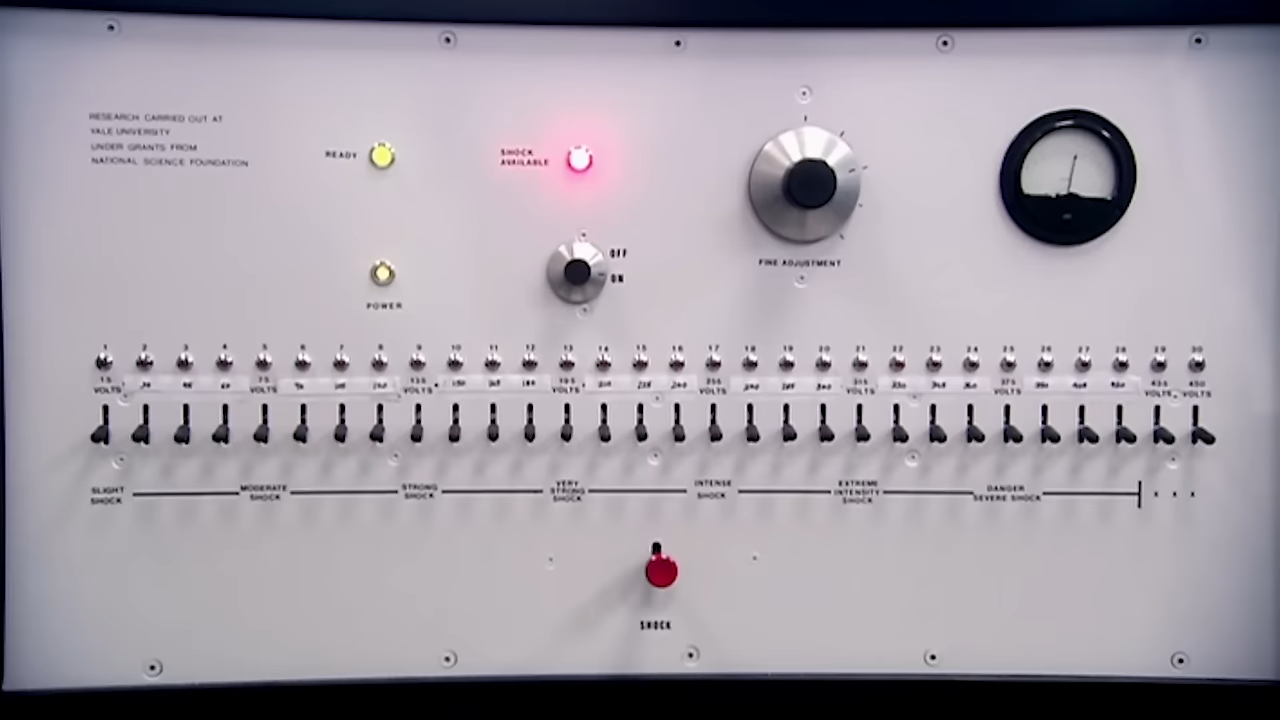 RESEARCH CARRIED OUT AT
YALE UNIVERSITY
UNDER GRANTS FROM
NATIONAL SCIENCE FOUNDATION
READY
SHOCK
AVAILABLE
OFF
ON
POWER
FINE ADJUSTMENT
1 2 3 4 5 6 7 8 9 10 11 12 13 14 15 16 17 18 19 20 21 22 23 24 25 26 27 28 29 30
15 75 135 195 255 315 375 435 450
VOLTS VOLTS VOLTS VOLTS VOLTS VOLTS VOLTS VOLTS VOLTS
SLIGHT
SHOCK
MODERATE
SHOCK
STRONG
SHOCK
VERY
STRONG
SHOCK
INTENSE
SHOCK
EXTREME
INTENSITY
SHOCK
DANGER
SEVERE SHOCK
X X X
SHOCK